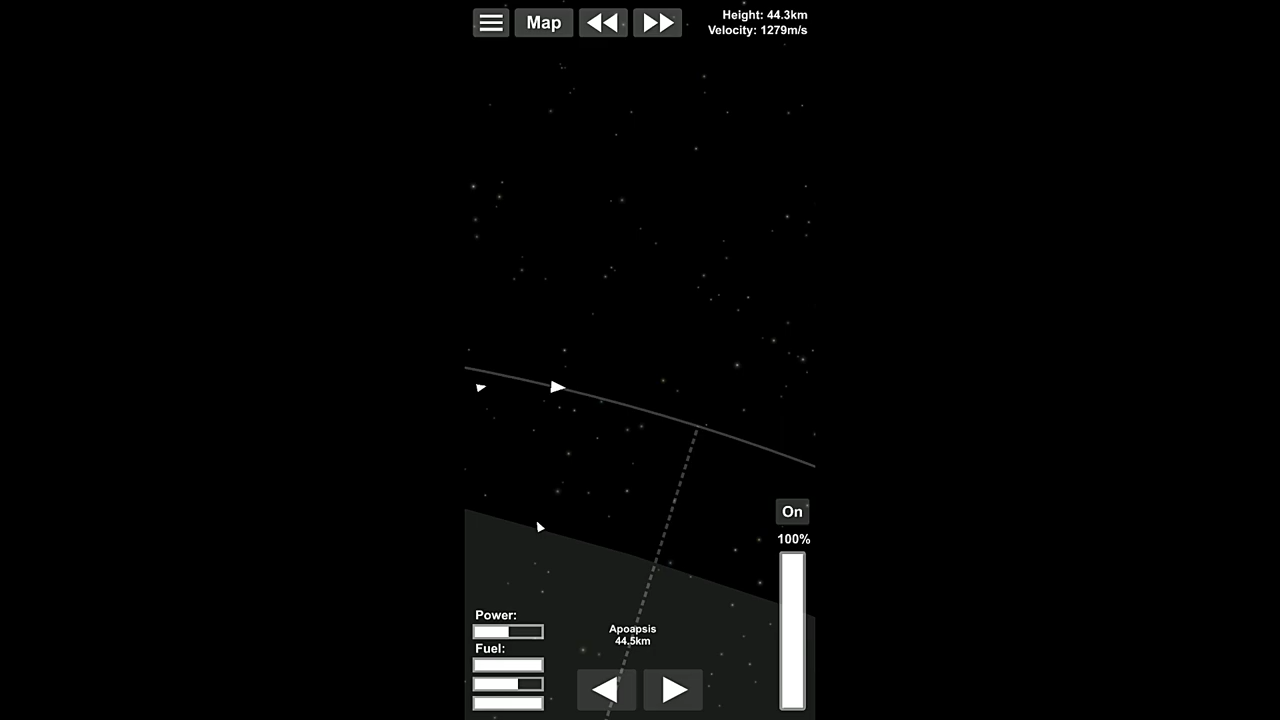 Map
Height: 44.3km
Velocity: 1279m/s
On
100%
Power:
Fuel:
Apoapsis
44.5km